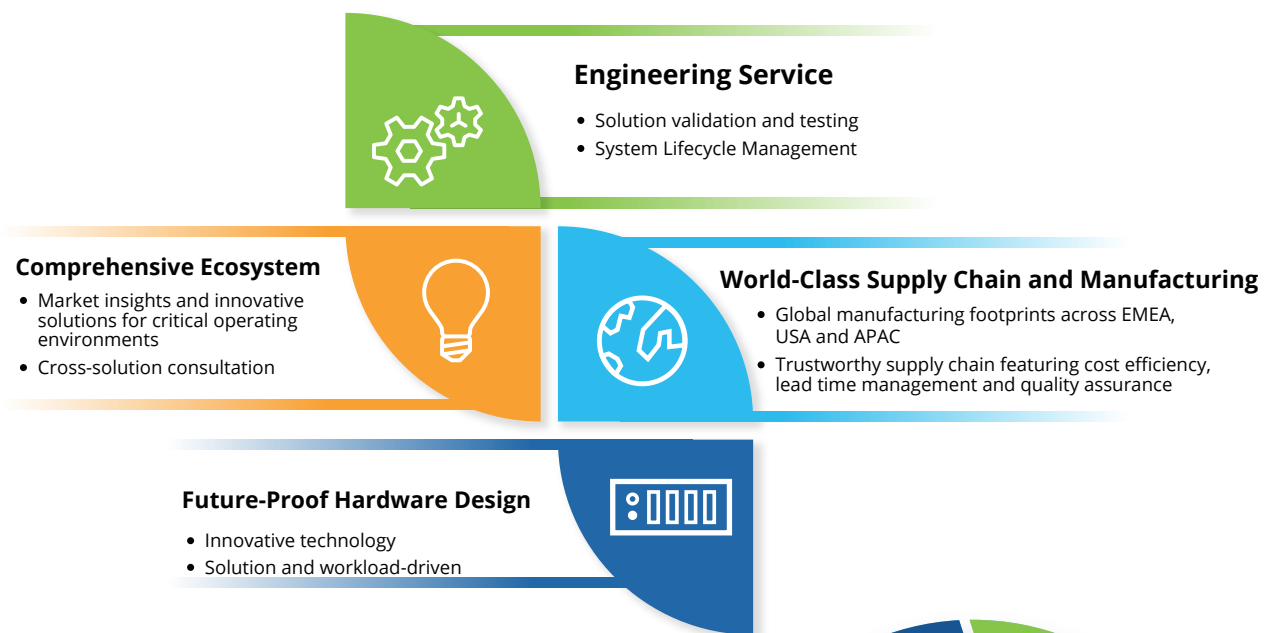 Engineering Service
• Solution validation and testing
• System Lifecycle Management
Comprehensive Ecosystem
• Market insights and innovative
solutions for critical operating
environments
• Cross-solution consultation
World-Class Supply Chain and Manufacturing
• Global manufacturing footprints across EMEA,
USA and APAC
• Trustworthy supply chain featuring cost efficiency,
lead time management and quality assurance
Future-Proof Hardware Design
• Innovative technology
• Solution and workload-driven